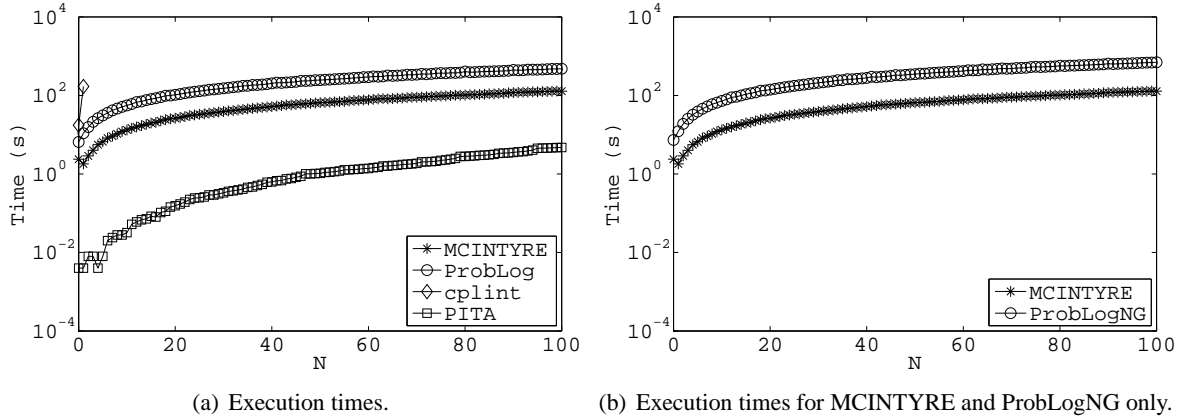 10^4
10^2
10^0
10^-2
10^-4
Time (s)
0
20
40
60
80
100
N
MCINTYRE
ProbLog
cplint
PITA
(a) Execution times.
10^4
10^2
10^0
10^-2
10^-4
Time (s)
0
20
40
60
80
100
N
MCINTYRE
ProbLogNG
(b) Execution times for MCINTYRE and ProbLogNG only.